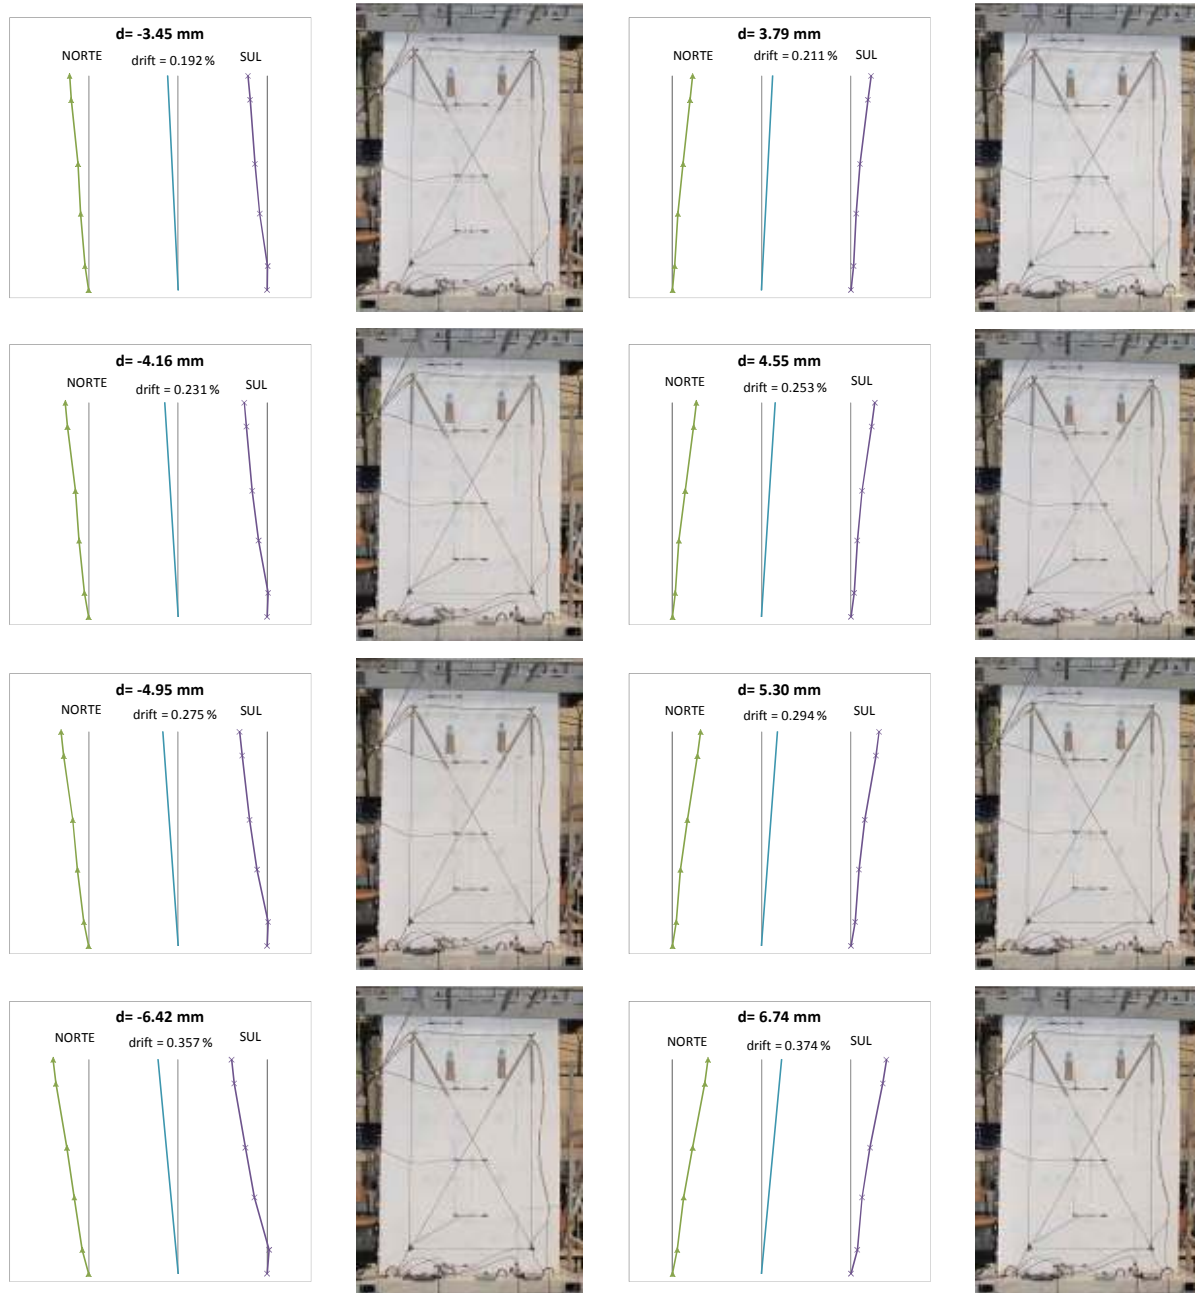 d= -3.45 mm
NORTE
drift = 0.192 %
SUL
d= 3.79 mm
NORTE
drift = 0.211 %
SUL
d= -4.16 mm
NORTE
drift = 0.231 %
SUL
d= 4.55 mm
NORTE
drift = 0.253 %
SUL
d= -4.95 mm
NORTE
drift = 0.275 %
SUL
d= 5.30 mm
NORTE
drift = 0.294 %
SUL
d= -6.42 mm
NORTE
drift = 0.357 %
SUL
d= 6.74 mm
NORTE
drift = 0.374 %
SUL